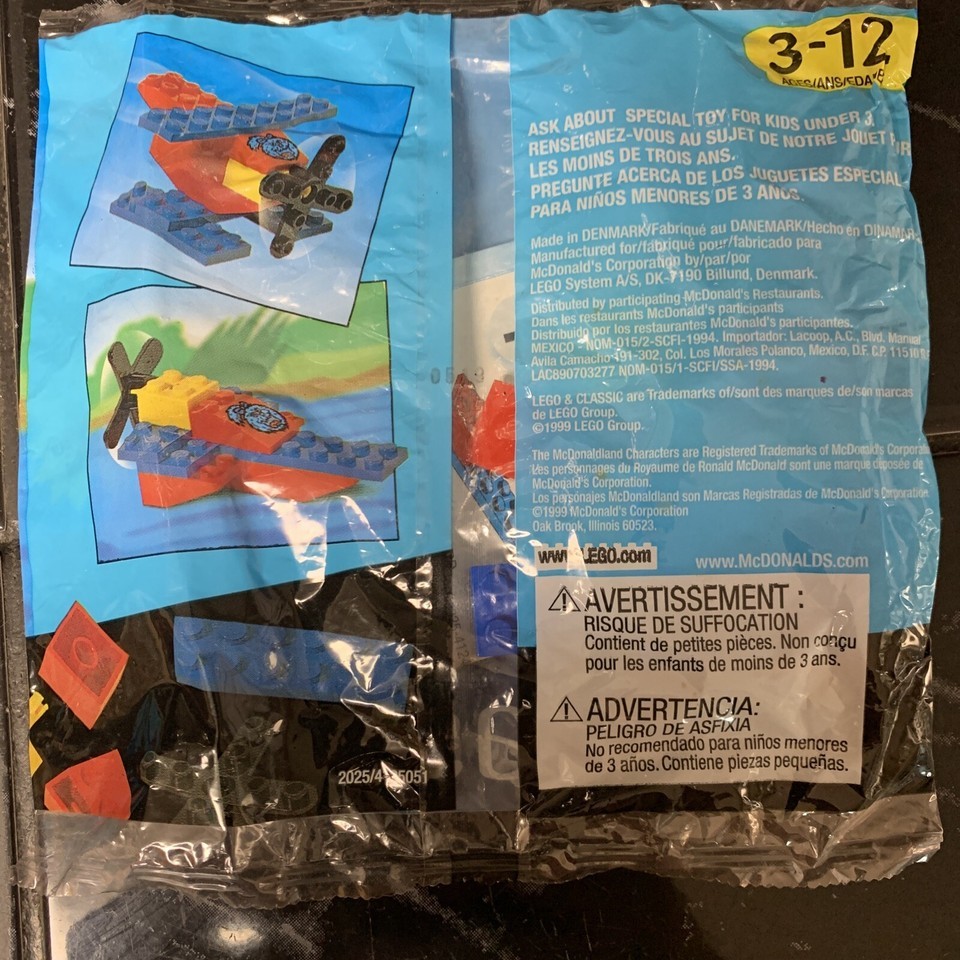 3-12
AGES/ANS/EDADES
ASK ABOUT SPECIAL TOY FOR KIDS UNDER 3.
RENSEIGNEZ-VOUS AU SUJET DE NOTRE JOUET
LES MOINS DE TROIS ANS.
PREGUNTE ACERCA DE LOS JUGUETES ESPECIAL
PARA NIÑOS MENORES DE 3 AÑOS.
Made in DENMARK/Fabriqué au DANEMARK/Hecho en DINAMAR
Manufactured for/fabriqué pour/fabricado para
McDonald's Corporation by/par/por
LEGO System A/S, DK-7190 Billund, Denmark.
Distributed by participating McDonald's Restaurants.
Dans les restaurants McDonald's participants
Distribuido por los restaurantes McDonald's participantes.
MEXICO - NOM-015/2-SCFI-1994. Importador: Lacoop, A.C., Blvd. Manuel
Avila Camacho 191-302, Col. Los Morales Polanco, Mexico, D.F. C.P. 11510
LAC890703277 NOM-015/1-SCFI/SSA-1994.
LEGO & CLASSIC are Trademarks of/sont des marques de/son marcas
de LEGO Group.
©1999 LEGO Group.
The McDonaldland Characters are Registered Trademarks of McDonald's Corpora
Les personnages du Royaume de Ronald McDonald sont une marque déposée de
McDonald's Corporation.
Los personajes McDonaldland son Marcas Registradas de McDonald's Corporation.
©1999 McDonald's Corporation
Oak Brook, Illinois 60523.
www.LEGO.com
www.McDONALDS.com
⚠AVERTISSEMENT :
RISQUE DE SUFFOCATION
Contient de petites pièces. Non conçu
pour les enfants de moins de 3 ans.
⚠ADVERTENCIA:
PELIGRO DE ASFIXIA
No recomendado para niños menores
de 3 años. Contiene piezas pequeñas.